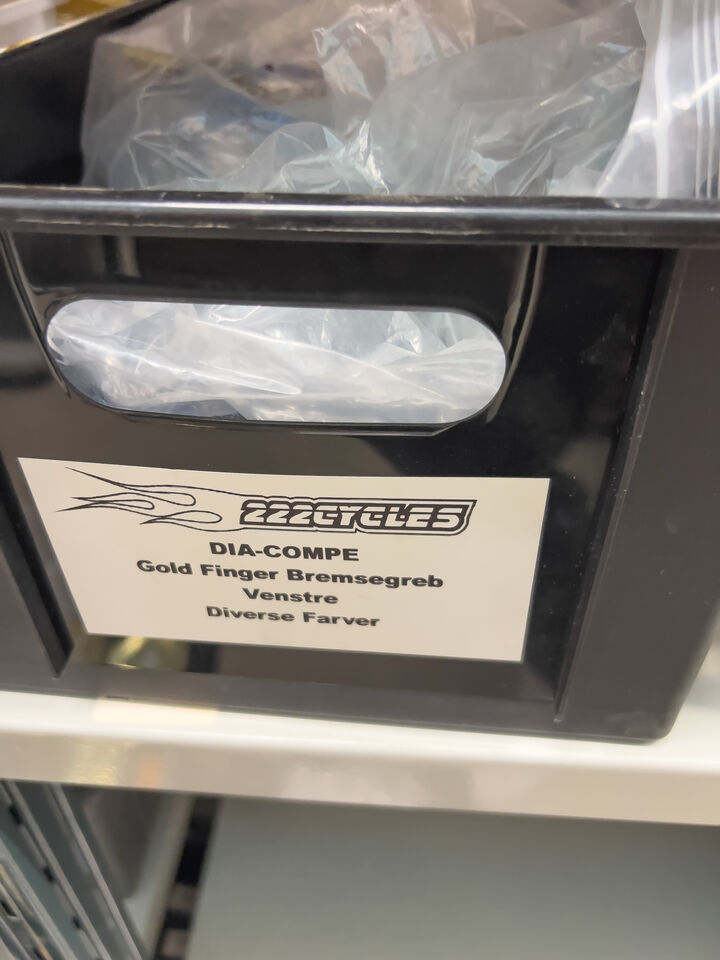 222CYCLES
DIA-COMPE
Gold Finger Bremsegreb
Venstre
Diverse Farver